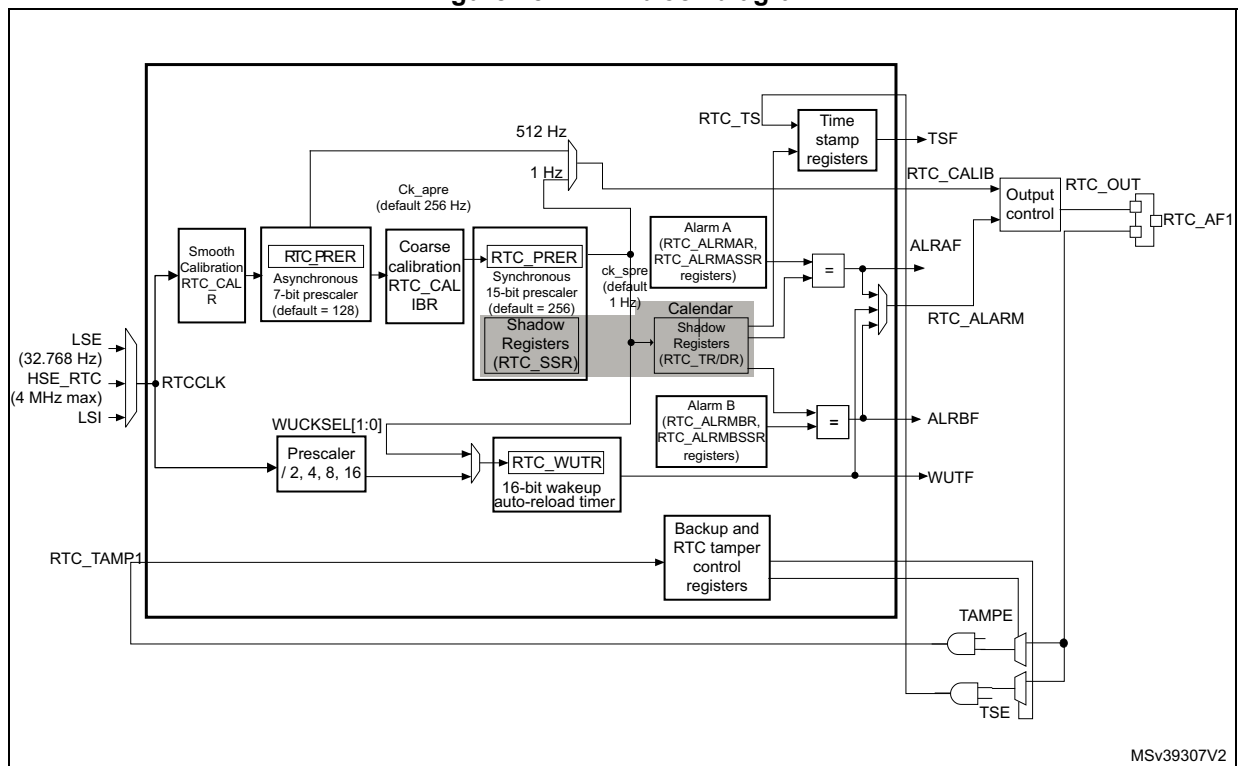 RTC_TS
Time
stamp
registers
TSF
512 Hz
1 Hz
RTC_CALIB
Output
control
RTC_OUT
RTC_AF1
Ck_apre
(default 256 Hz)
Smooth
Calibration
RTC_CAL
R
RTC_PRER
Asynchronous
7-bit prescaler
(default = 128)
Coarse
calibration
RTC_CAL
IBR
RTC_PRER
Synchronous
15-bit prescaler
(default = 256)
Shadow
Registers
(RTC_SSR)
ck_spre
(default
1 Hz)
Alarm A
(RTC_ALRMAR,
RTC_ALRMASSR
registers)
=
ALRAF
Calendar
Shadow
Registers
(RTC_TR/DR)
RTC_ALARM
LSE
(32.768 Hz)
HSE_RTC
(4 MHz max)
LSI
RTCCLK
Alarm B
(RTC_ALRMBR,
RTC_ALRMBSSR
registers)
=
ALRBF
WUCKSEL[1:0]
Prescaler
/ 2, 4, 8, 16
RTC_WUTR
16-bit wakeup
auto-reload timer
WUTF
RTC_TAMP1
Backup and
RTC tamper
control
registers
TAMPE
TSE
MSv39307V2